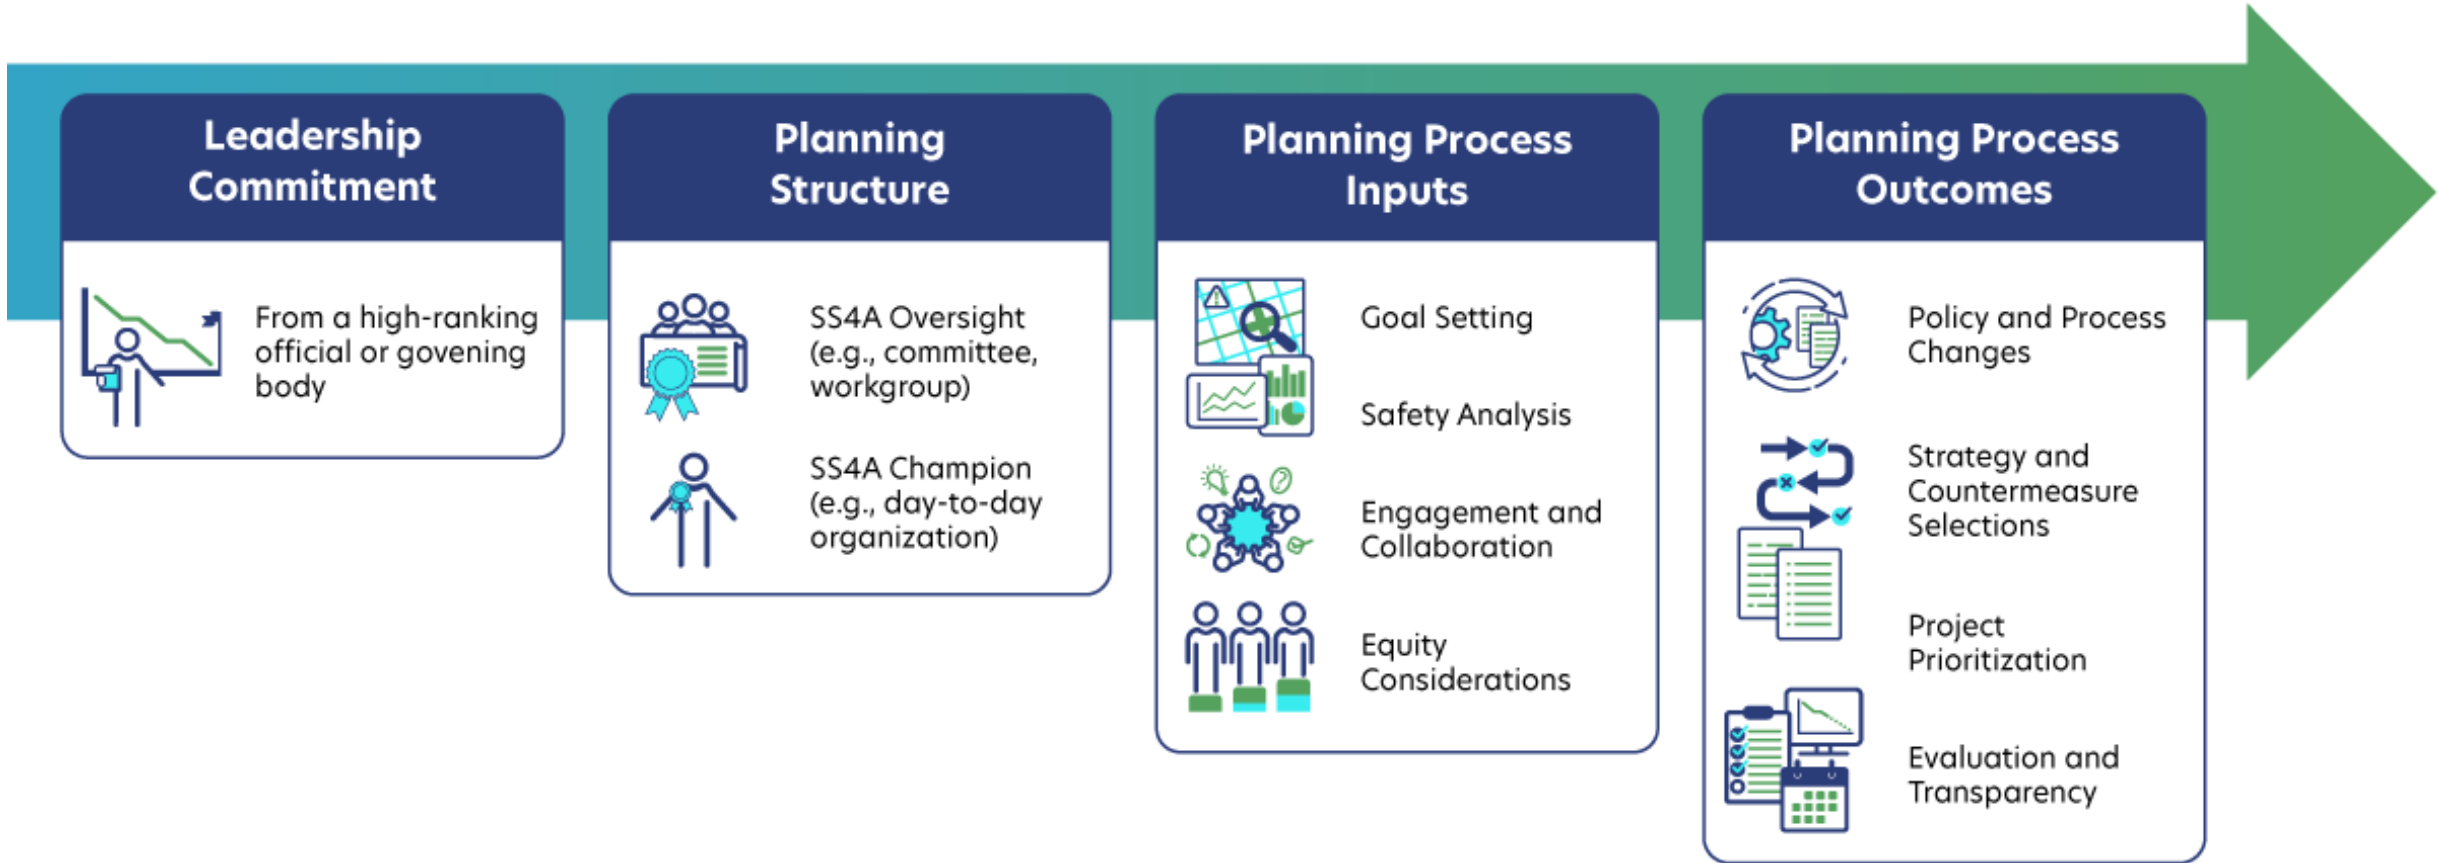 Leadership
Commitment
From a high-ranking
official or govening
body
Planning
Structure
SS4A Oversight
(e.g., committee,
workgroup)
SS4A Champion
(e.g., day-to-day
organization)
Planning Process
Inputs
Goal Setting
Safety Analysis
Engagement and
Collaboration
Equity
Considerations
Planning Process
Outcomes
Policy and Process
Changes
Strategy and
Countermeasure
Selections
Project
Prioritization
Evaluation and
Transparency